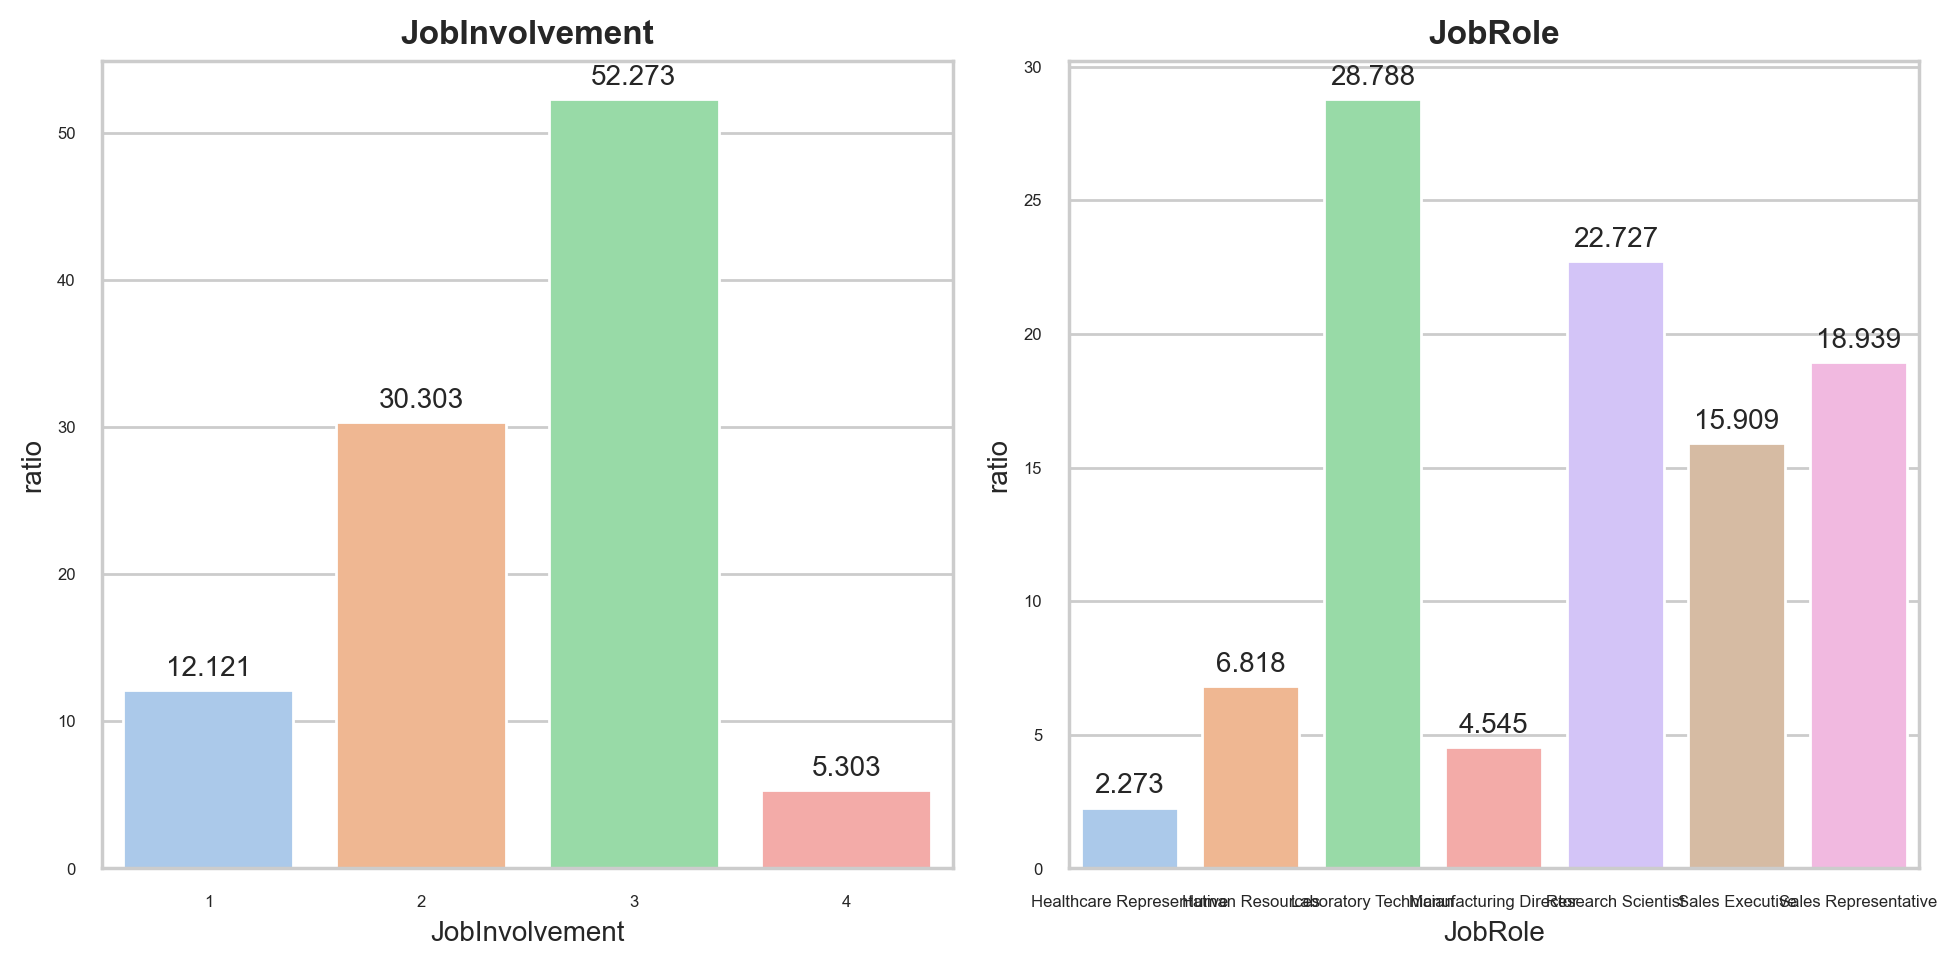 JobInvolvement
52.273
50
40
30.303
30
20
12.121
10
5.303
0
ratio
1
2
3
4
JobInvolvement
JobRole
30
28.788
25
22.727
20
18.939
15.909
15
10
6.818
5
4.545
2.273
0
ratio
Healthcare Representative
Human Resources
Laboratory Technician
Manufacturing Director
Research Scientist
Sales Executive
Sales Representative
JobRole